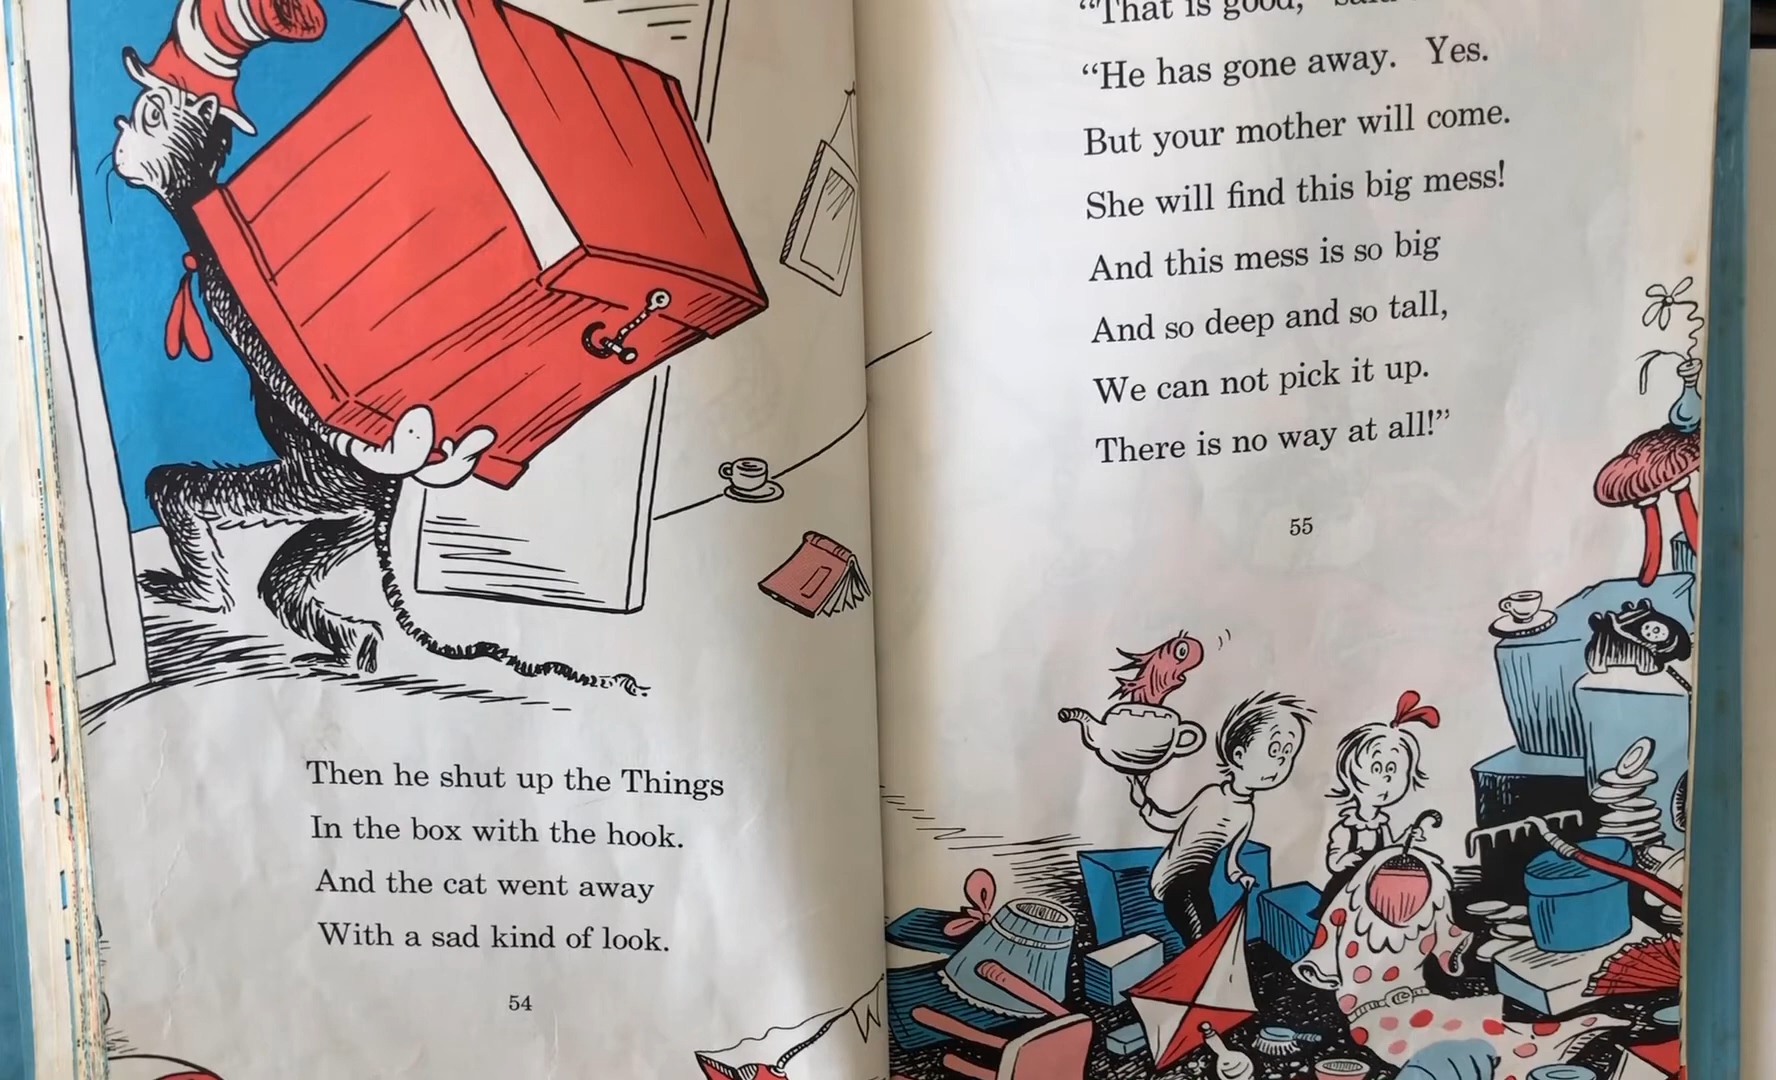 Then he shut up the Things
In the box with the hook.
And the cat went away
With a sad kind of look.
54
“That is good,”
“He has gone away.   Yes.
But your mother will come.
She will find this big mess!
And this mess is so big
And so deep and so tall,
We can not pick it up.
There is no way at all!”
55